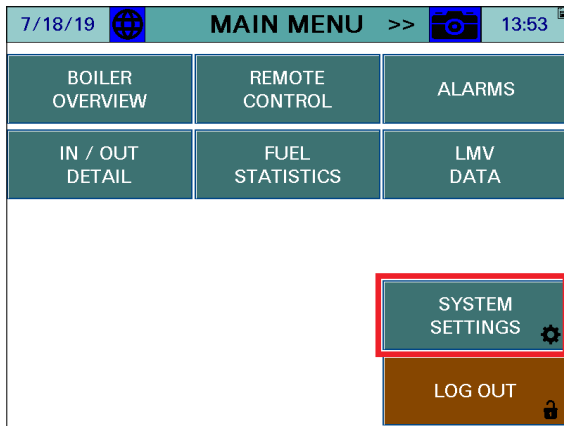 7/18/19 MAIN MENU >> 13:53
BOILER
OVERVIEW
REMOTE
CONTROL
ALARMS
IN / OUT
DETAIL
FUEL
STATISTICS
LMV
DATA
SYSTEM
SETTINGS
LOG OUT